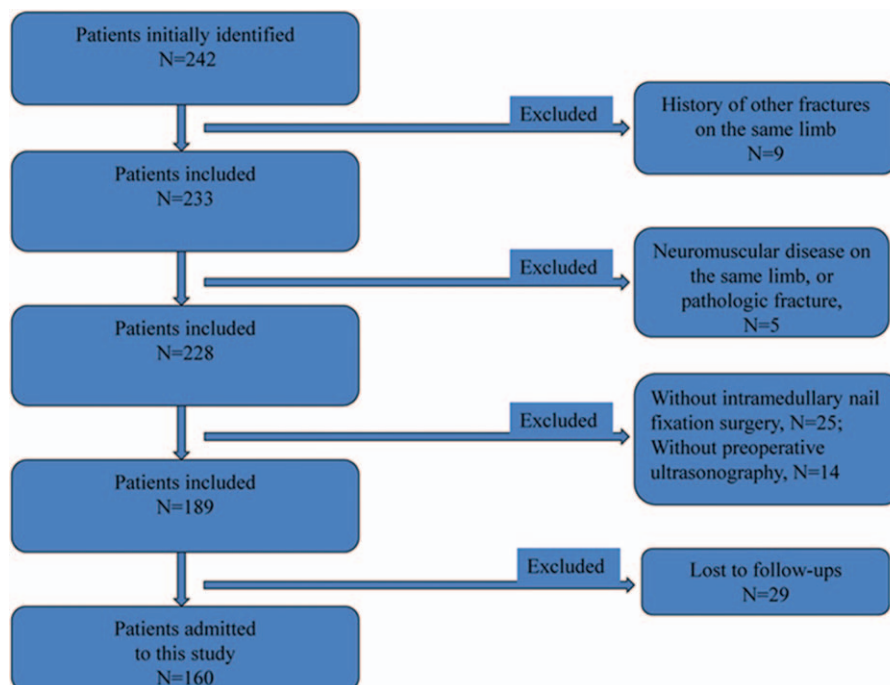 Patients initially identified
N=242
Excluded
History of other fractures
on the same limb
N=9
Patients included
N=233
Excluded
Neuromuscular disease on
the same limb, or
pathologic fracture,
N=5
Patients included
N=228
Excluded
Without intramedullary nail
fixation surgery, N=25;
Without preoperative
ultrasonography, N=14
Patients included
N=189
Excluded
Lost to follow-ups
N=29
Patients admitted
to this study
N=160